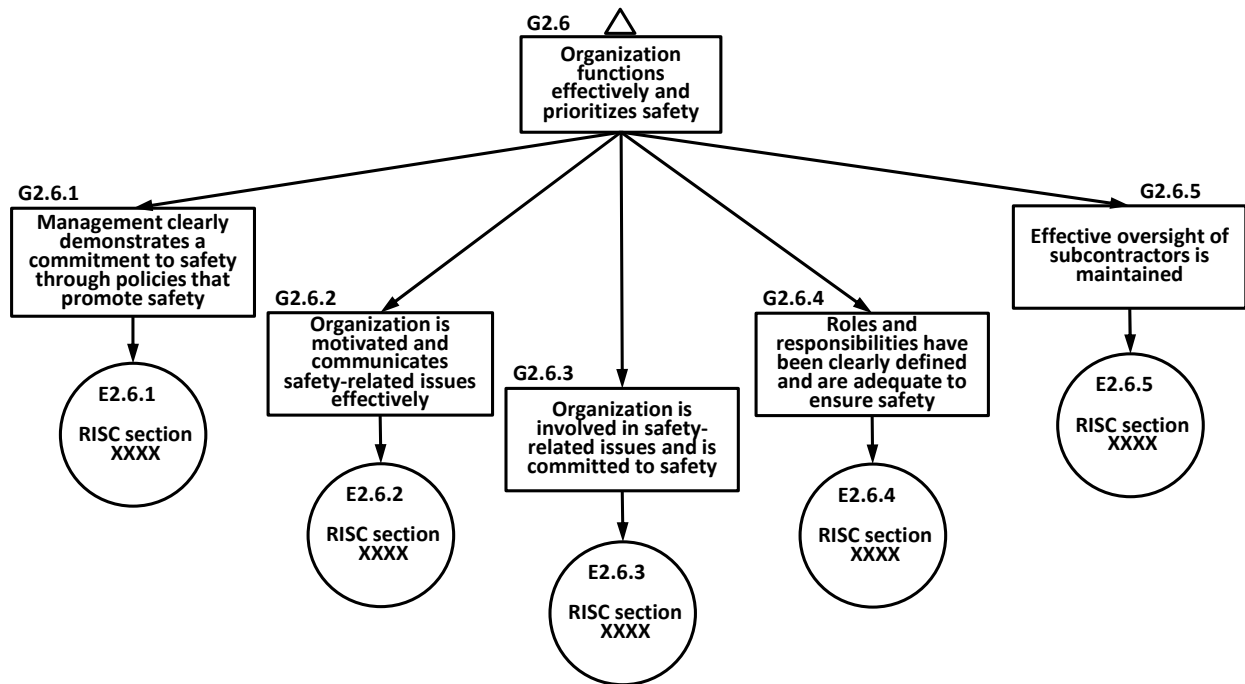 G2.6
Organization
functions
effectively and
prioritizes safety
G2.6.1
Management clearly
demonstrates a
commitment to safety
through policies that
promote safety
E2.6.1
RISC section
XXXX
G2.6.2
Organization is
motivated and
communicates
safety-related issues
effectively
E2.6.2
RISC section
XXXX
G2.6.3
Organization is
involved in safety-
related issues and is
committed to safety
E2.6.3
RISC section
XXXX
G2.6.4
Roles and
responsibilities have
been clearly defined
and are adequate to
ensure safety
E2.6.4
RISC section
XXXX
G2.6.5
Effective oversight of
subcontractors is
maintained
E2.6.5
RISC section
XXXX